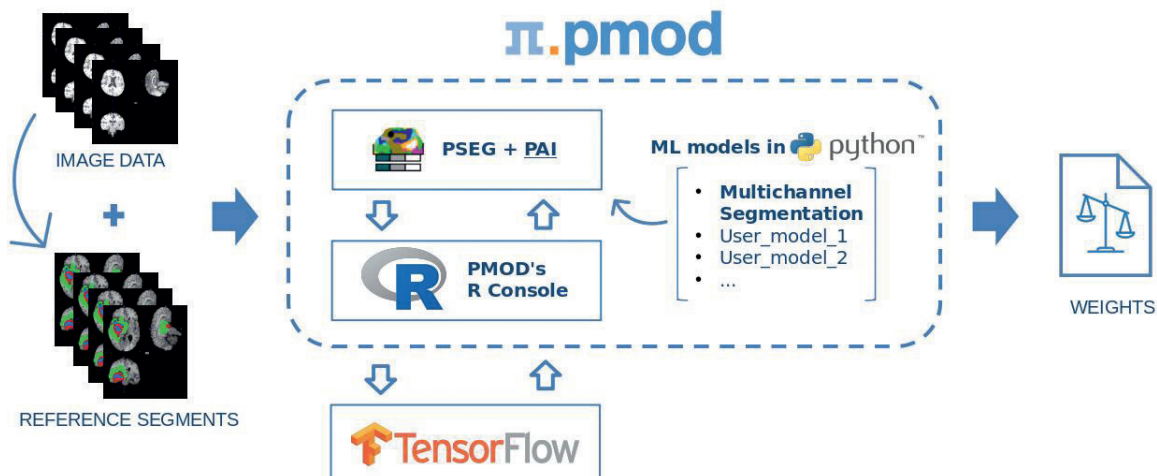 π.pmod
IMAGE DATA
+
REFERENCE SEGMENTS
PSEG + PAI
PMOD's
R Console
R
ML models in python™
• Multichannel
Segmentation
• User_model_1
• User_model_2
• ...
TensorFlow
WEIGHTS